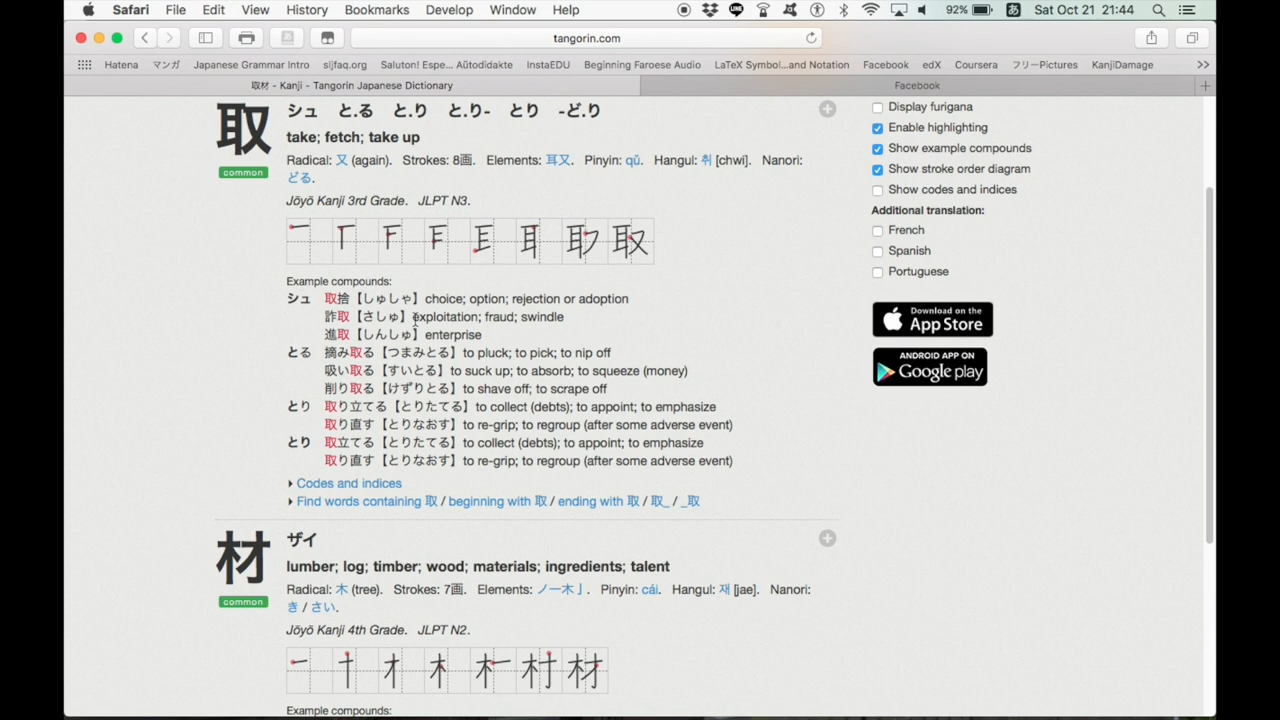 Safari File Edit View History Bookmarks Develop Window Help 92% あ Sat Oct 21 21:44
tangorin.com
Hatena マンガ Japanese Grammar Intro sijfaq.org Saluton! Espe... Aŭtodidakte InstaEDU Beginning Faroese Audio LaTeX Symbol...and Notation Facebook edX Coursera フリーPictures KanjiDamage
取材 - Kanji - Tangorin Japanese Dictionary Facebook
取 シュ と.る と.り とり- とり -ど.り
common
take; fetch; take up
Radical: 又 (again). Strokes: 8画. Elements: 耳又. Pinyin: qǔ. Hangul: 취 [chwi]. Nanori:
どる.
Jōyō Kanji 3rd Grade. JLPT N3.
Example compounds:
シュ 取捨【しゅしゃ】choice; option; rejection or adoption
詐取【さしゅ】exploitation; fraud; swindle
進取【しんしゅ】enterprise
とる 摘み取る【つまみとる】to pluck; to pick; to nip off
吸い取る【すいとる】to suck up; to absorb; to squeeze (money)
削り取る【けずりとる】to shave off; to scrape off
とり 取り立てる【とりたてる】to collect (debts); to appoint; to emphasize
取り直す【とりなおす】to re-grip; to regroup (after some adverse event)
とり 取立てる【とりたてる】to collect (debts); to appoint; to emphasize
取り直す【とりなおす】to re-grip; to regroup (after some adverse event)
Codes and indices
Find words containing 取 / beginning with 取 / ending with 取 / 取_ / _取
材 ザイ
common
lumber; log; timber; wood; materials; ingredients; talent
Radical: 木 (tree). Strokes: 7画. Elements: ノ一木亅. Pinyin: cái. Hangul: 재 [jae]. Nanori:
き / さい.
Jōyō Kanji 4th Grade. JLPT N2.
Example compounds:
Display furigana
Enable highlighting
Show example compounds
Show stroke order diagram
Show codes and indices
Additional translation:
French
Spanish
Portuguese
Download on the
App Store
ANDROID APP ON
Google play